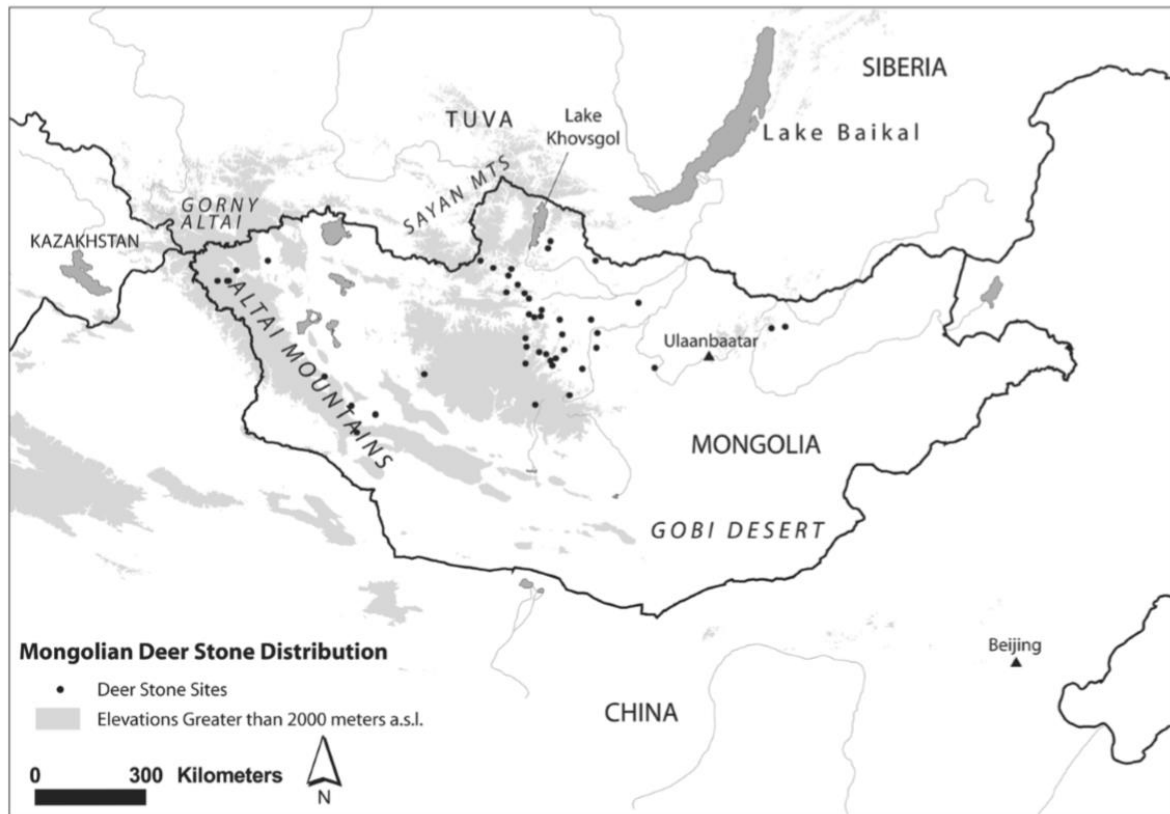 SIBERIA
TUVA
Lake
Khovsgol
Lake Baikal
SAYAN MTS
GORNY
ALTAI
KAZAKHSTAN
ALTAI MOUNTAINS
Ulaanbaatar
MONGOLIA
GOBI DESERT
Beijing
CHINA
Mongolian Deer Stone Distribution
Deer Stone Sites
Elevations Greater than 2000 meters a.s.l.
0 300 Kilometers
N